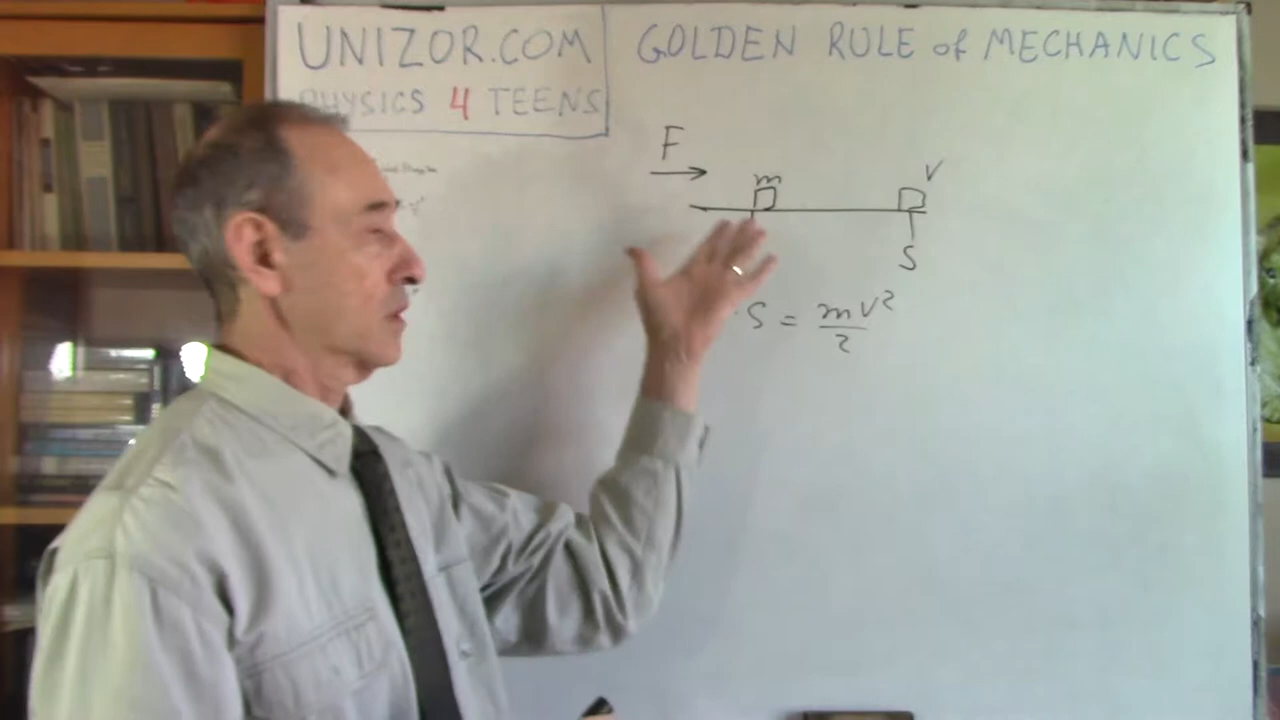 UNIZOR.COM
PHYSICS 4 TEENS
GOLDEN RULE of MECHANICS
F
m
V
S
·S = mV²/2